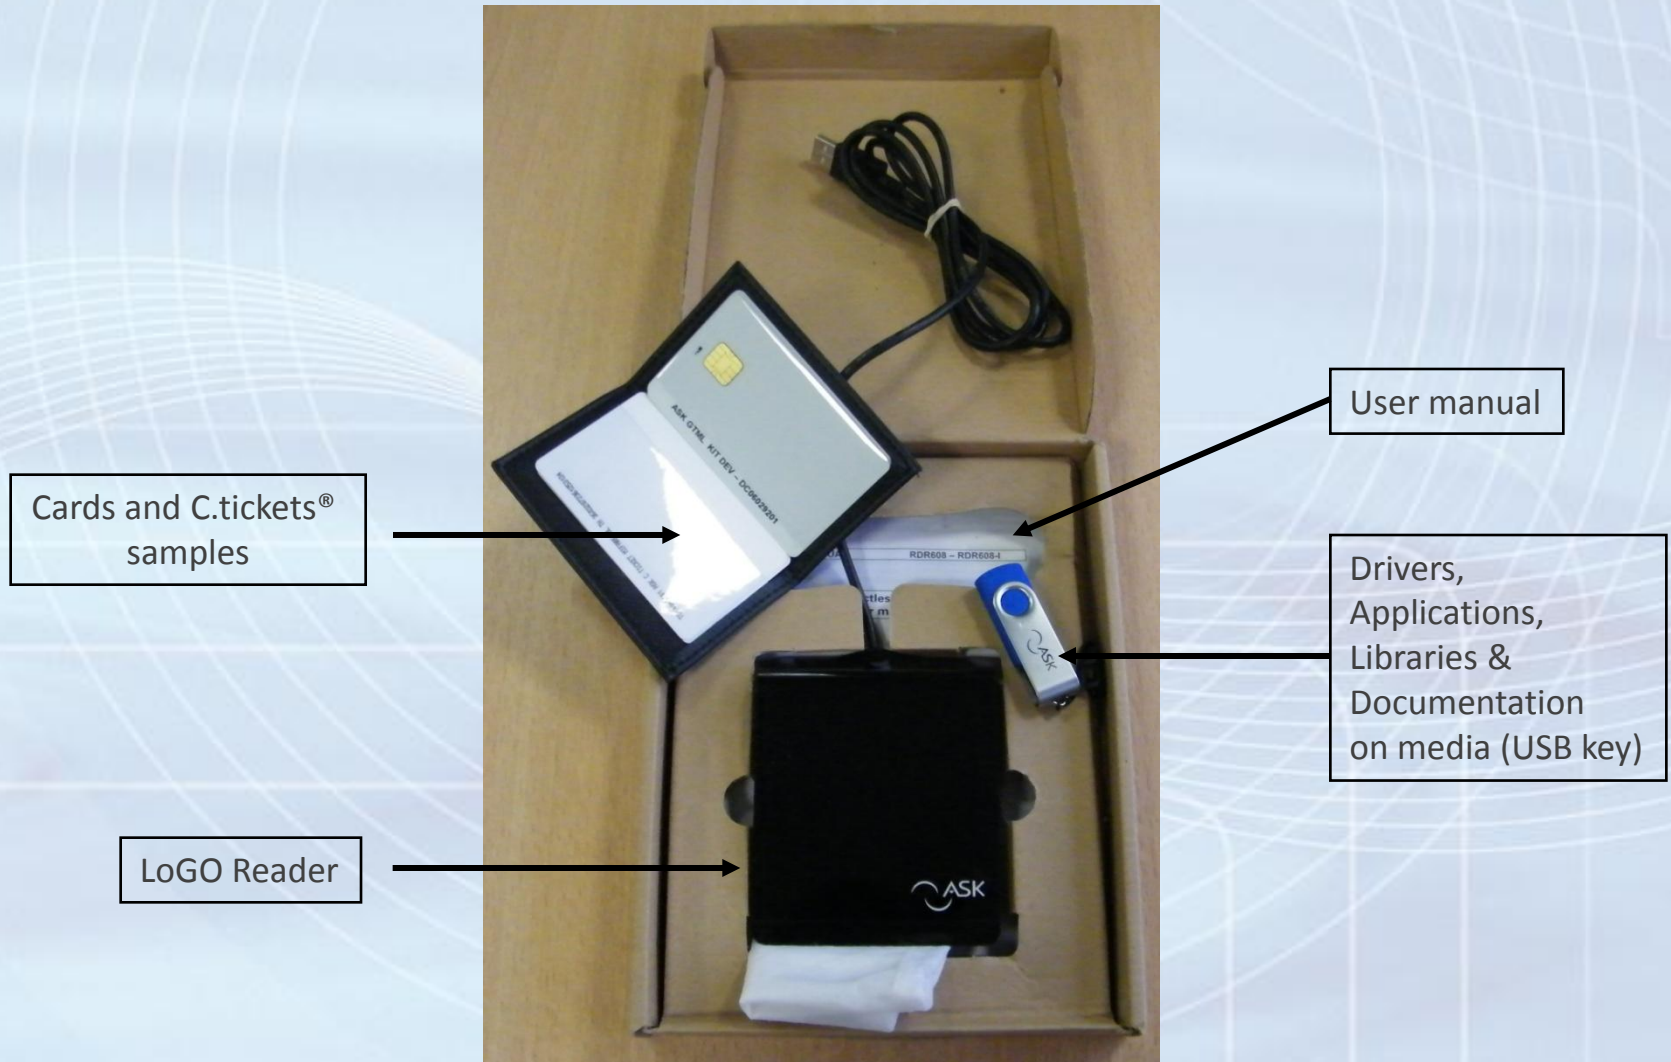 ASK GTML KIT DEV – DC06029201
User manual
Cards and C.tickets®
samples
RDR608 – RDR608-I
Drivers,
Applications,
Libraries &
Documentation
on media (USB key)
ASK
LoGO Reader
ASK